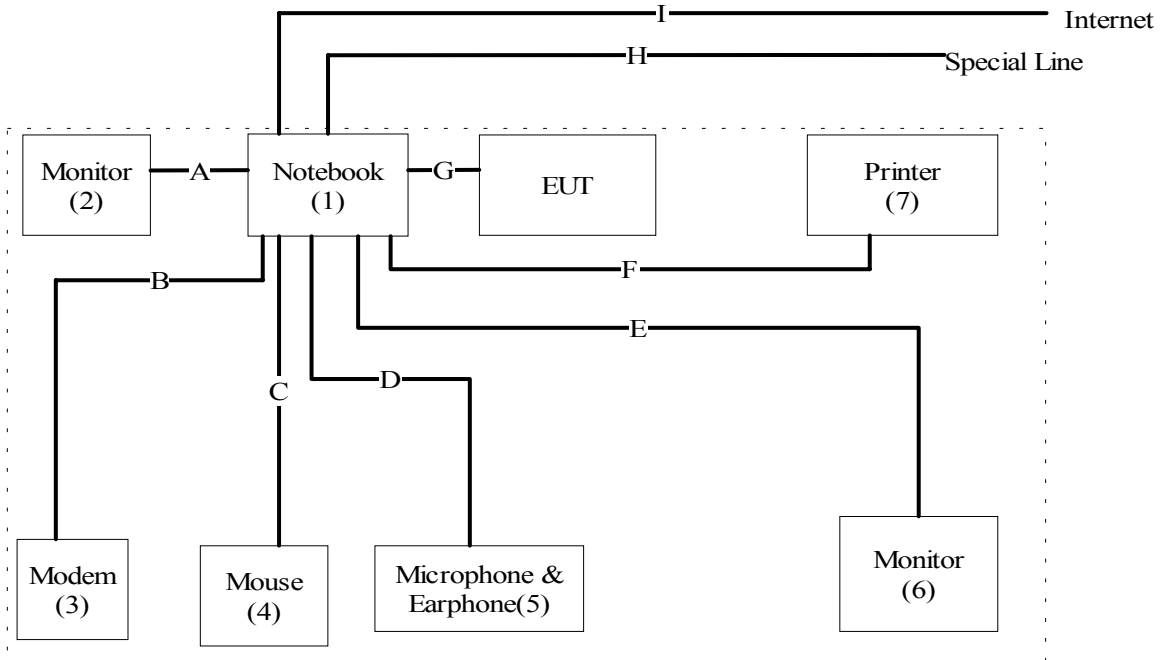 I
Internet
H
Special Line
Monitor
(2)
A
Notebook
(1)
G
EUT
Printer
(7)
B
F
E
C
D
Modem
(3)
Mouse
(4)
Microphone &
Earphone(5)
Monitor
(6)